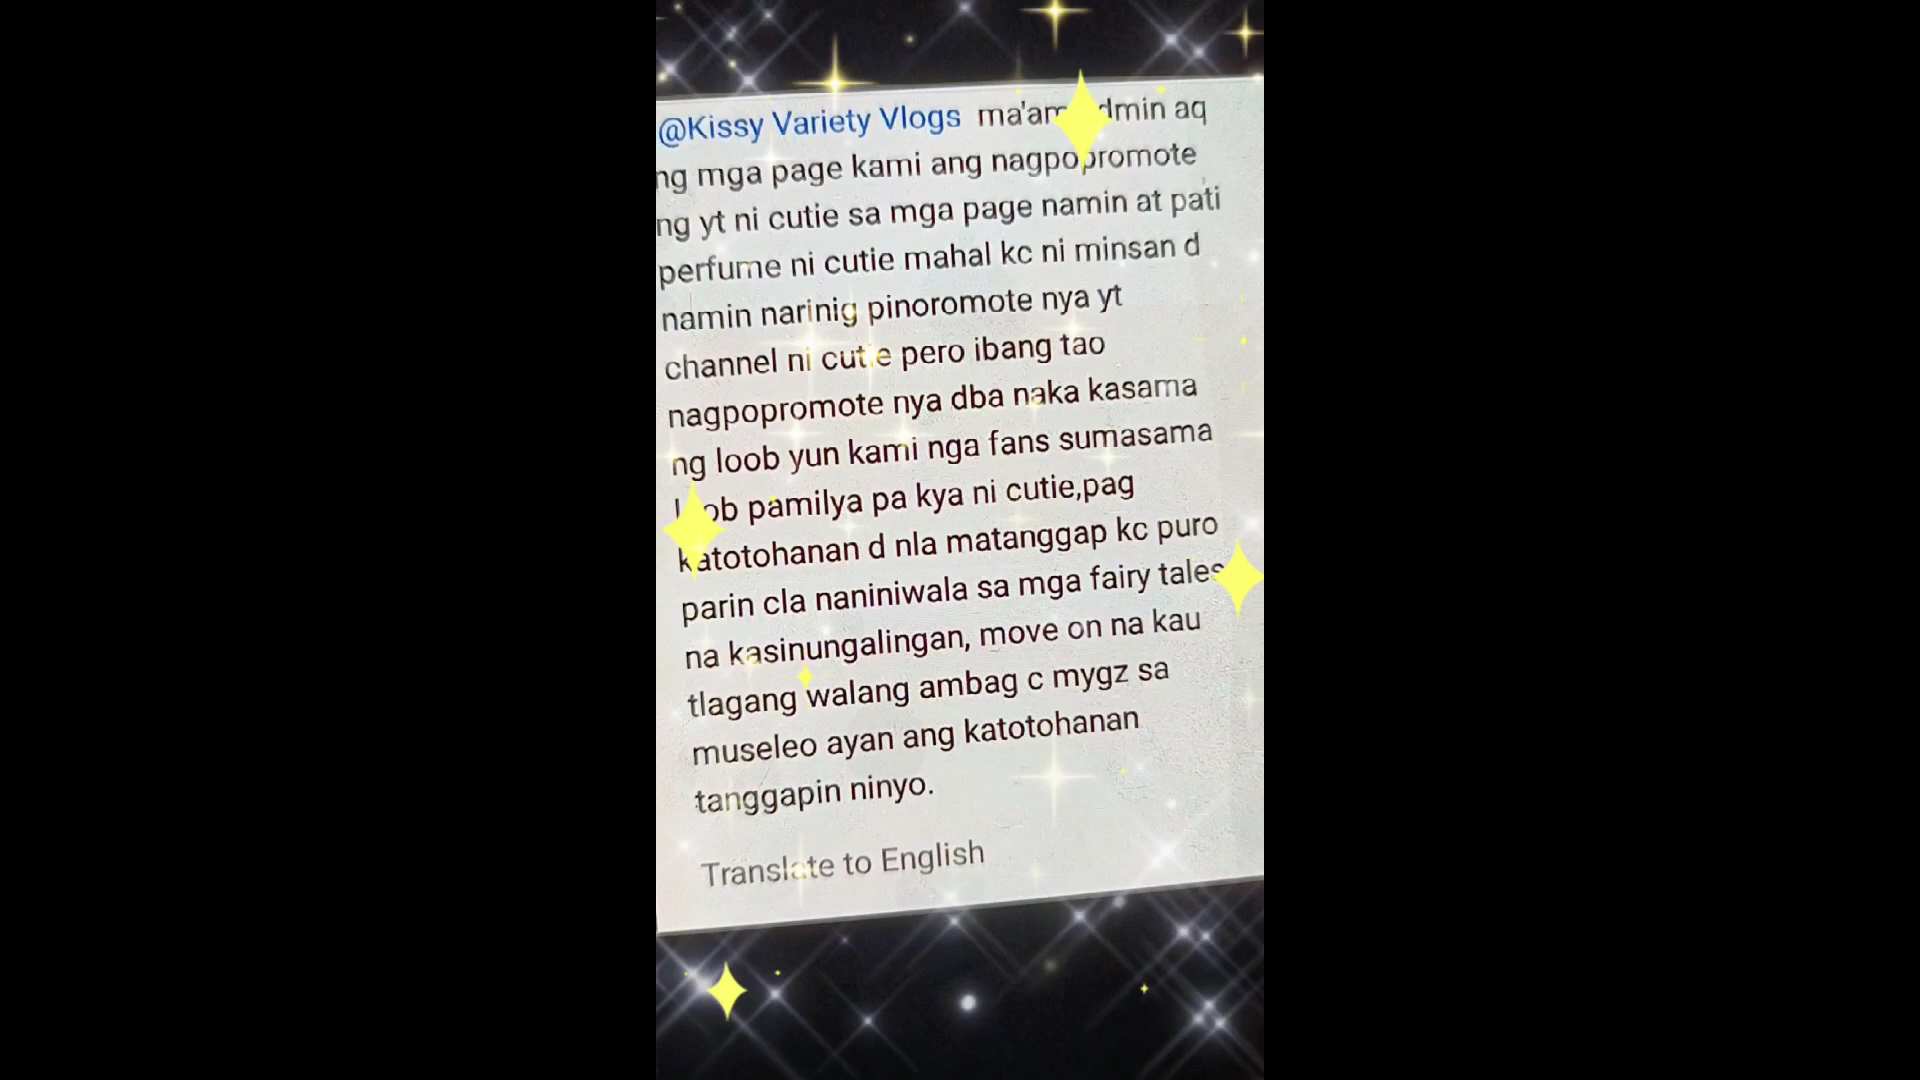 @Kissy Variety Vlogs ma'am admin aq
ng mga page kami ang nagpopromote
ng yt ni cutie sa mga page namin at pati
perfume ni cutie mahal kc ni minsan d
namin narinig pinoromote nya yt
channel ni cutie pero ibang tao
nagpopromote nya dba naka kasama
ng loob yun kami nga fans sumasama
loob pamilya pa kya ni cutie,pag
katotohanan d nla matanggap kc puro
parin cla naniniwala sa mga fairy tales
na kasinungalingan, move on na kau
tlagang walang ambag c mygz sa
museleo ayan ang katotohanan
tanggapin ninyo.
Translate to English